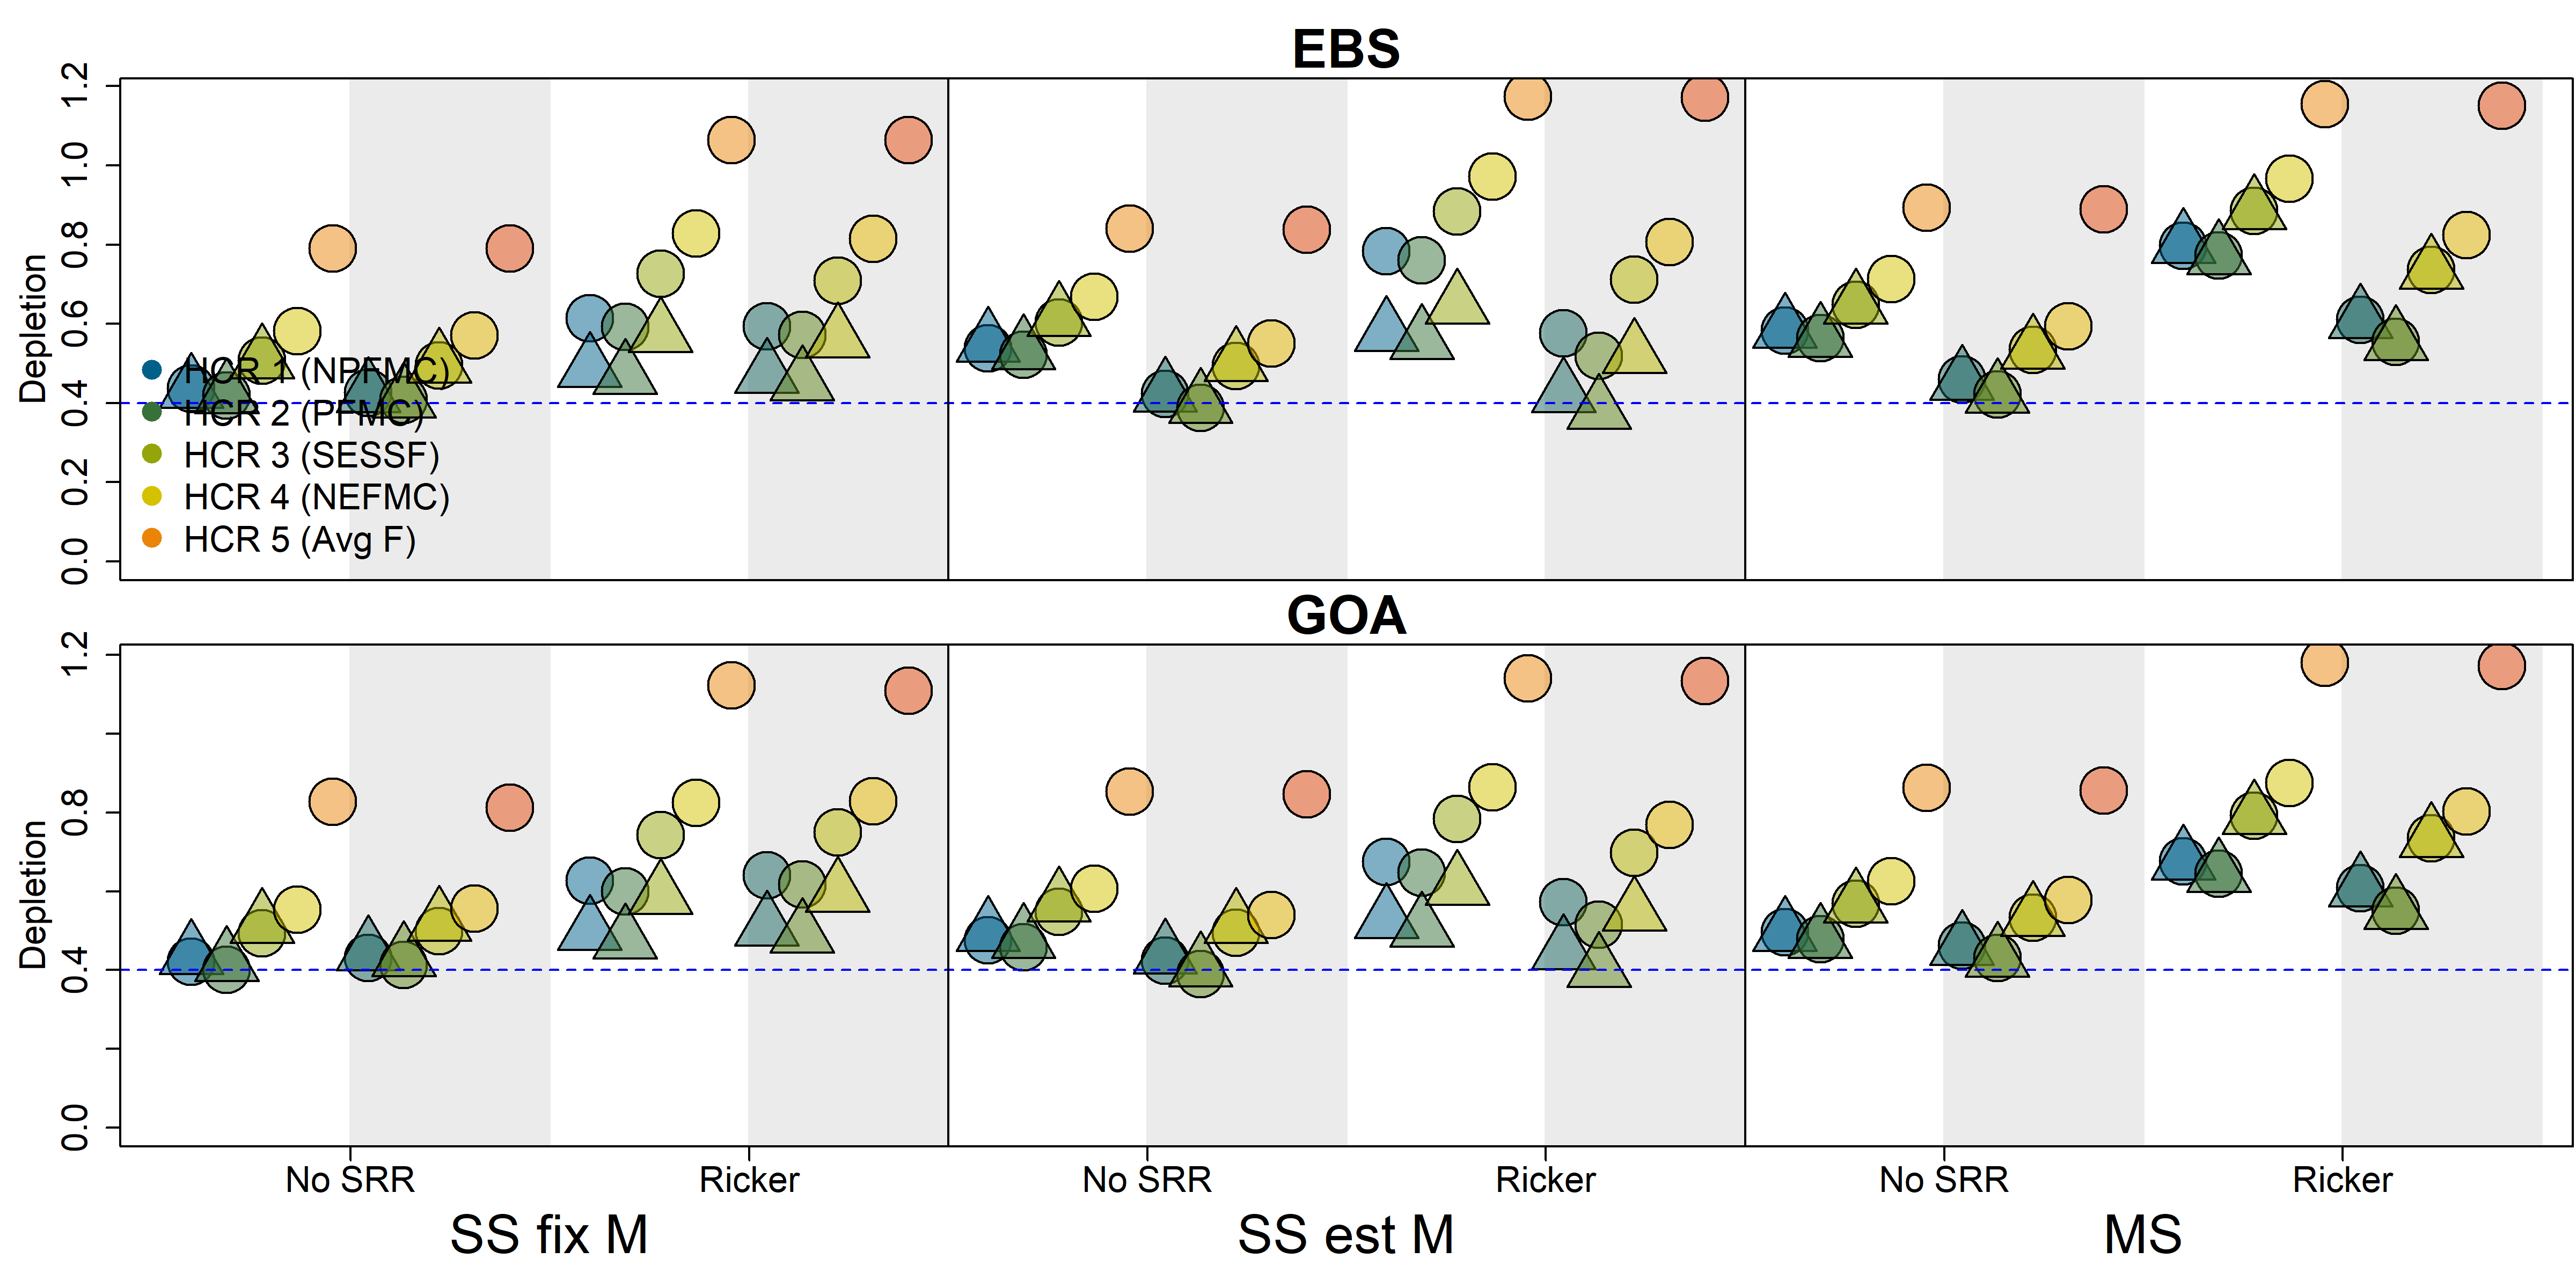 EBS
Depletion
1.2
1.0
0.8
0.6
0.4
0.2
0.0
HCR 1 (NPFMC)
HCR 2 (PFMC)
HCR 3 (SESSF)
HCR 4 (NEFMC)
HCR 5 (Avg F)
GOA
Depletion
1.2
0.8
0.4
0.0
No SRR Ricker No SRR Ricker No SRR Ricker
SS fix M SS est M MS